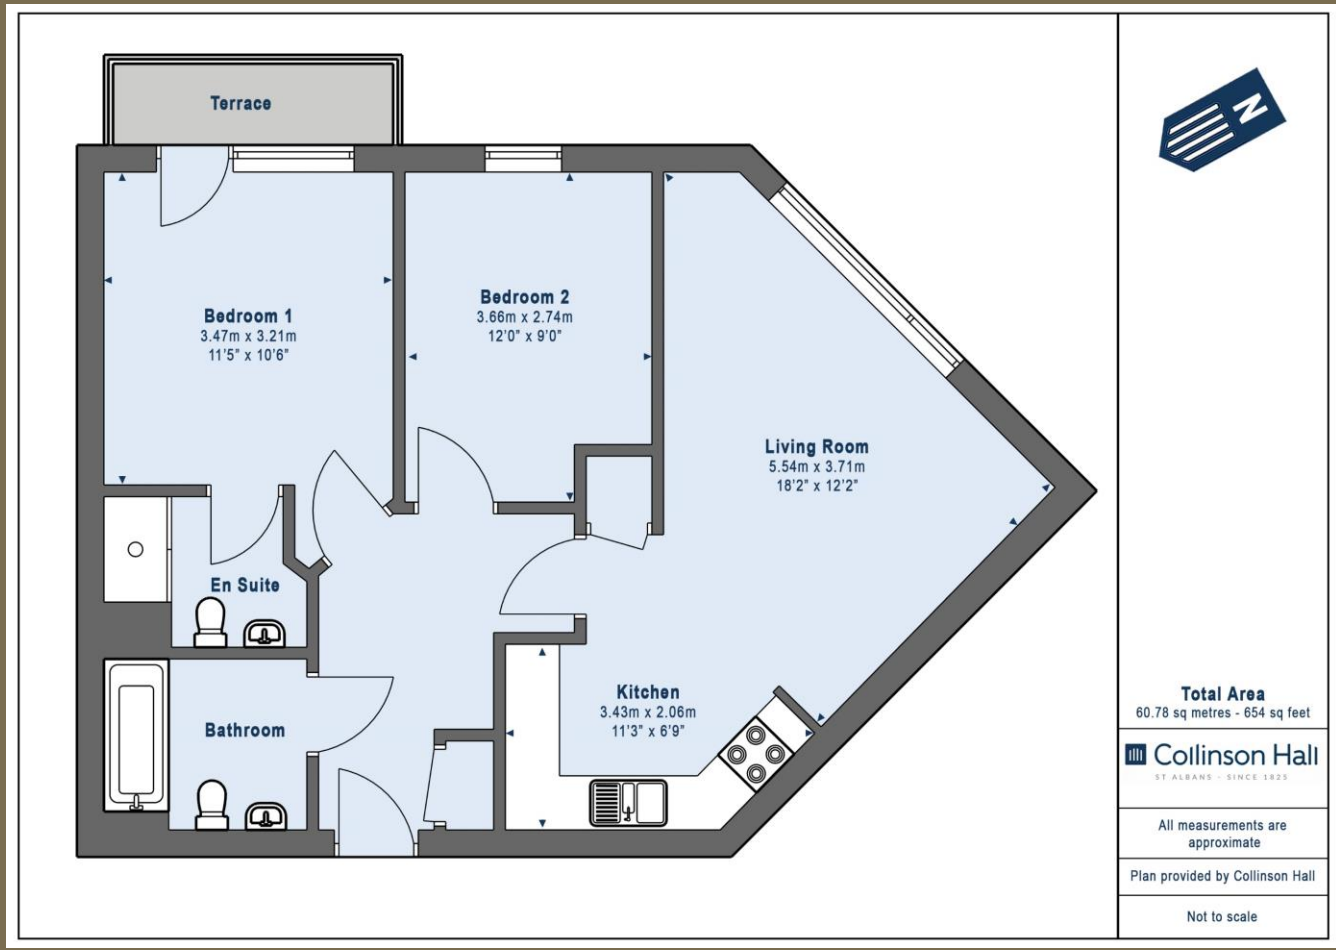 Terrace
Bedroom 1
3.47m x 3.21m
11'5" x 10'6"
Bedroom 2
3.66m x 2.74m
12'0" x 9'0"
Living Room
5.54m x 3.71m
18'2" x 12'2"
En Suite
Kitchen
3.43m x 2.06m
11'3" x 6'9"
Bathroom
N
Total Area
60.78 sq metres - 654 sq feet
Collinson Hall
ST ALBANS - SINCE 1825
All measurements are
approximate
Plan provided by Collinson Hall
Not to scale